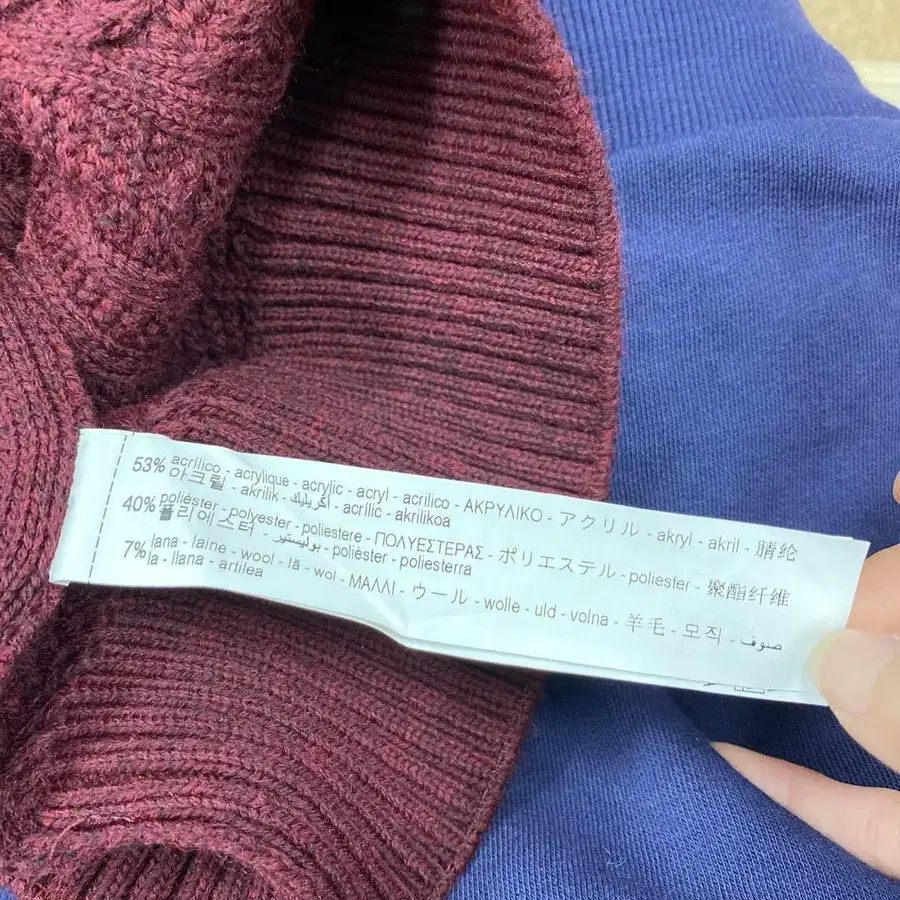 53% acrílico - acrylique - acrylic - acryl - acrilico - ΑΚΡΥΛΙΚΟ - アクリル - akryl - akril - 腈纶
아크릴 - akrilik - أكريليك - acrílic - akrilikoa
40% poliéster - polyester - poliestere - ΠΟΛΥΕΣΤΕΡΑΣ - ポリエステル - poliester - 聚酯纤维
폴리에스터 - بوليستير - polièster - poliesterra
7% lana - laine - wool - lã - wol - ΜΑΛΛΙ - ウール - wolle - uld - volna - 羊毛 - 모직 - صوف
la - llana - artilea